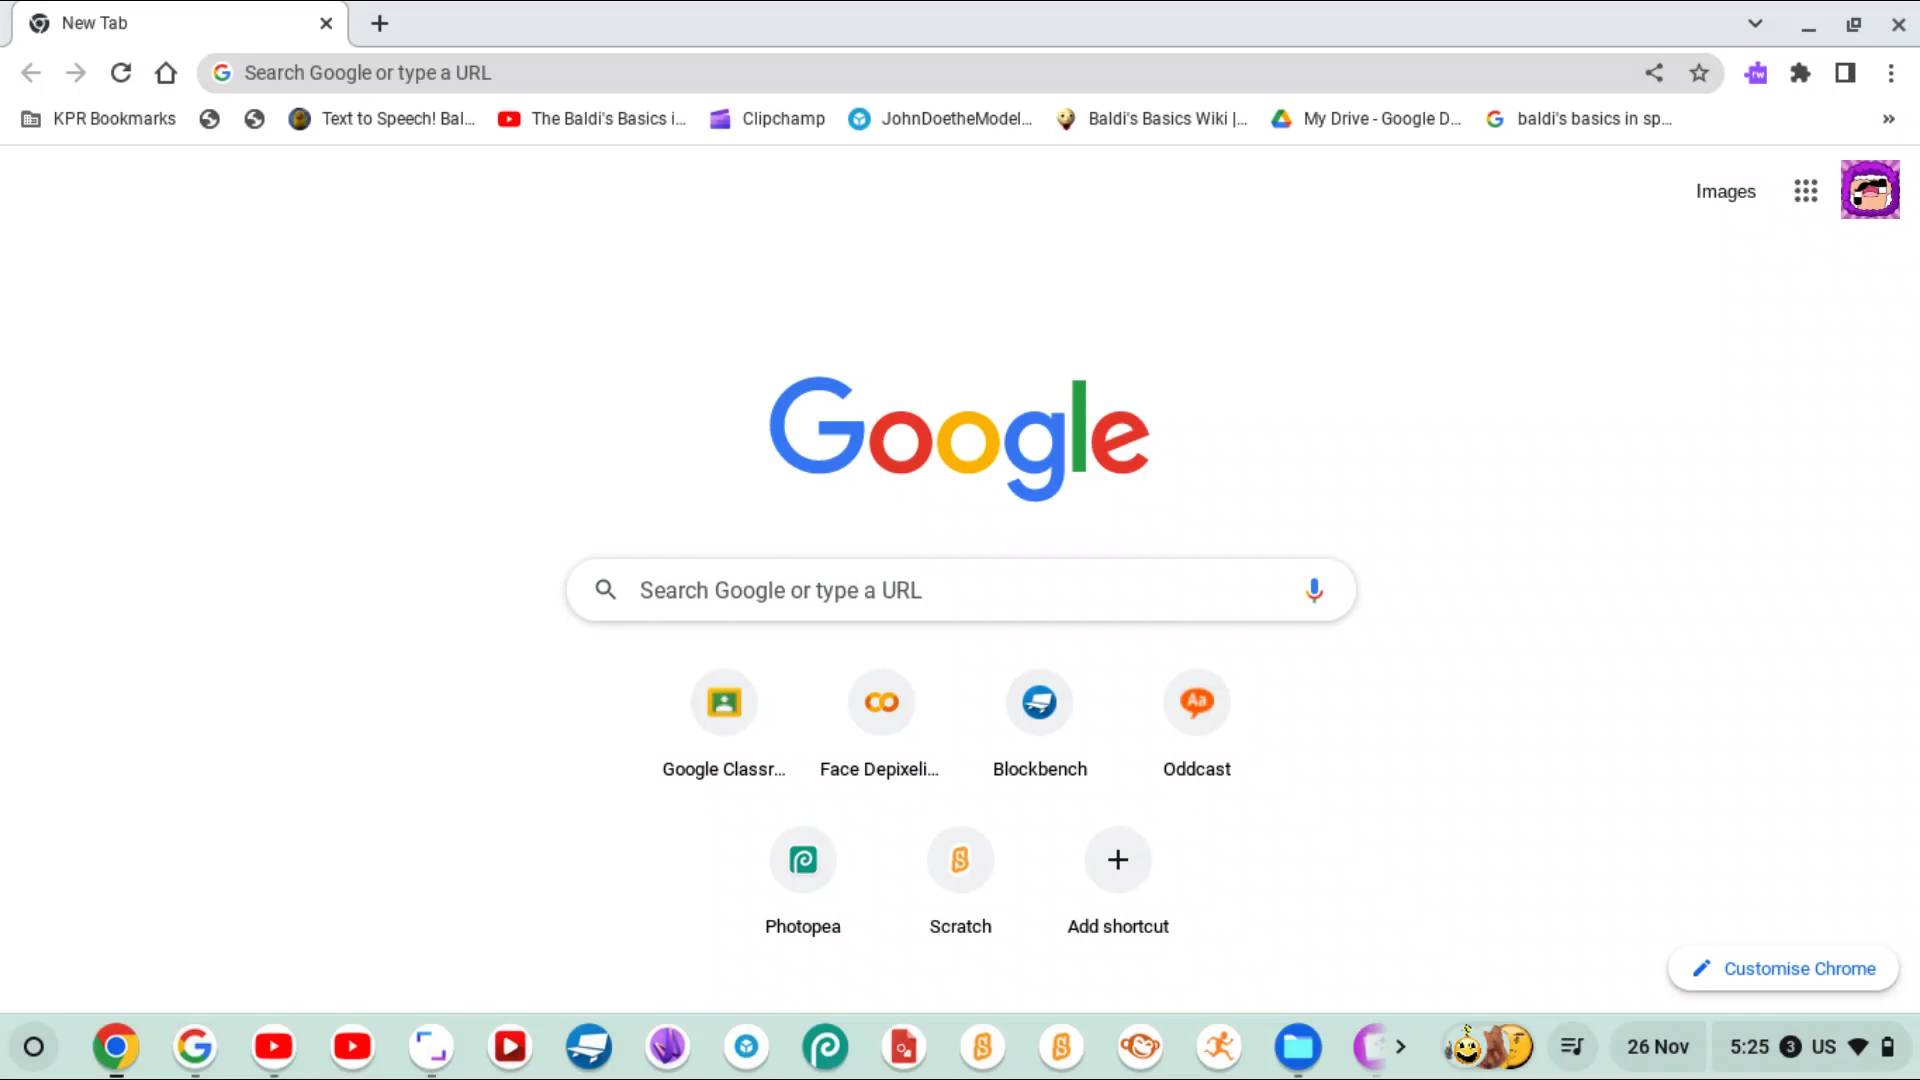 New Tab
Search Google or type a URL
KPR Bookmarks Text to Speech! Bal... The Baldi's Basics i... Clipchamp JohnDoetheModel... Baldi's Basics Wiki |... My Drive - Google D... baldi's basics in sp...
Images
Google
Search Google or type a URL
Google Classr... Face Depixeli... Blockbench Oddcast
Photopea Scratch Add shortcut
Customise Chrome
26 Nov 5:25 3 US